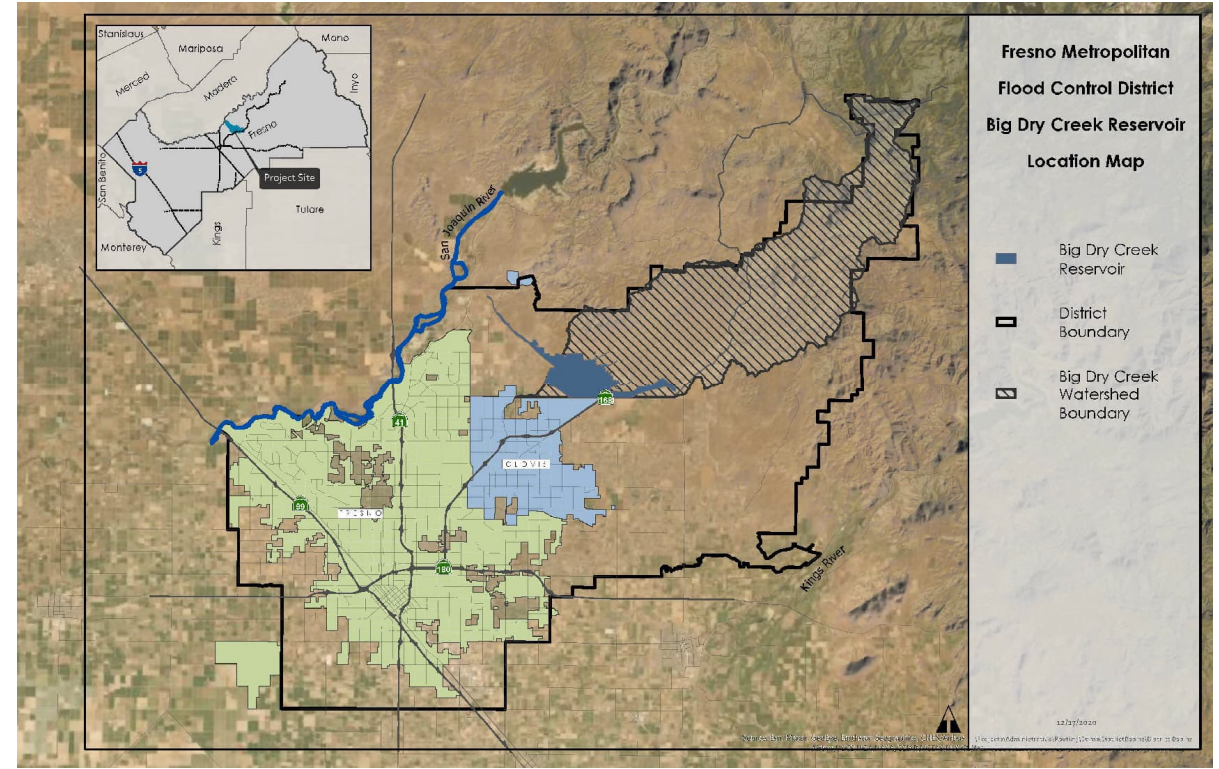 Stanislaus
Mono
Mariposa
Merced
Madera
Inyo
Fresno
5
San Benito
Project Site
Tulare
Kings
Monterey
San Joaquin River
168
41
CLOVIS
99
FRESNO
180
Kings River
Fresno Metropolitan
Flood Control District
Big Dry Creek Reservoir
Location Map
Big Dry Creek
Reservoir
District
Boundary
Big Dry Creek
Watershed
Boundary
12/17/2020